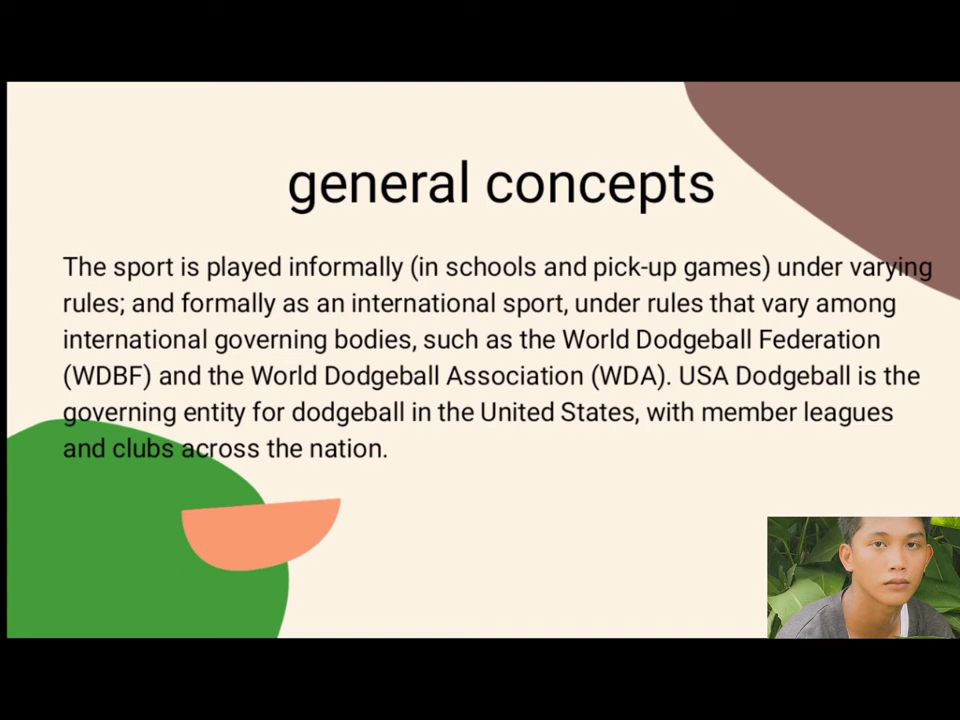 general concepts
The sport is played informally (in schools and pick-up games) under varying
rules; and formally as an international sport, under rules that vary among
international governing bodies, such as the World Dodgeball Federation
(WDBF) and the World Dodgeball Association (WDA). USA Dodgeball is the
governing entity for dodgeball in the United States, with member leagues
and clubs across the nation.